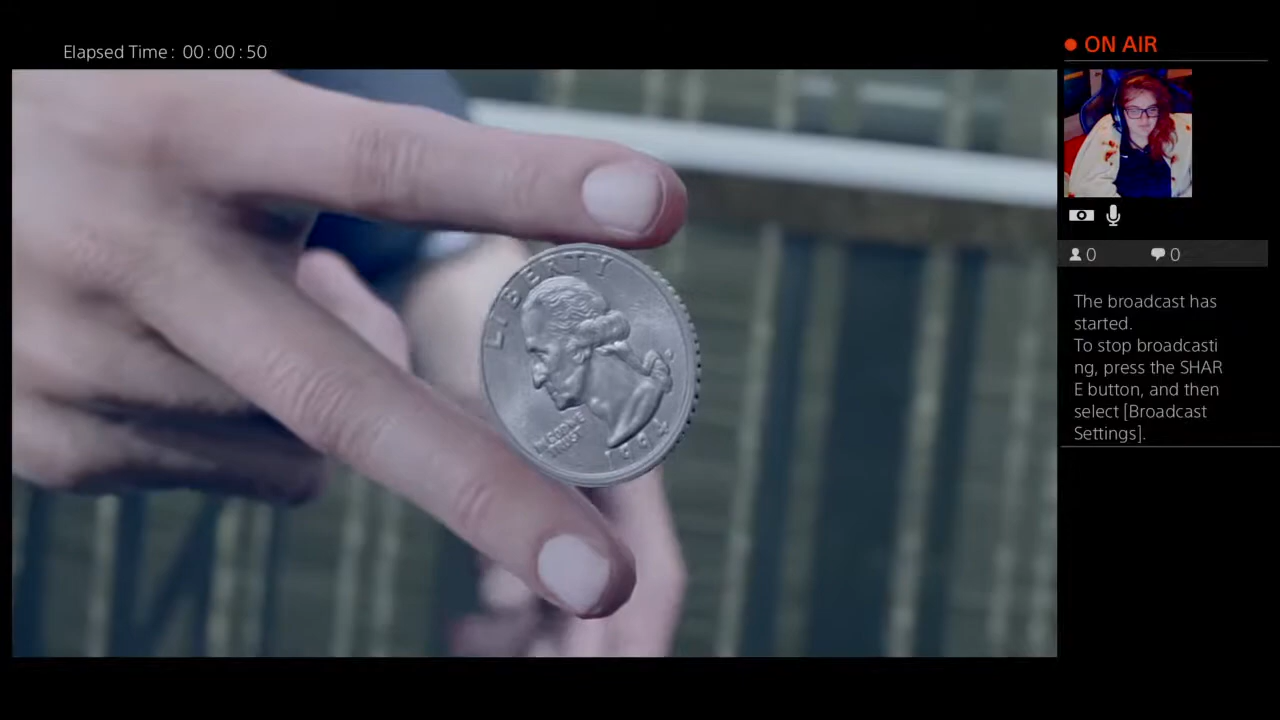 Elapsed Time: 00:00:50
ON AIR
0 0
The broadcast has
started.
To stop broadcasti
ng, press the SHAR
E button, and then
select [Broadcast
Settings].
LIBERTY
IN GOD WE
TRUST
1994